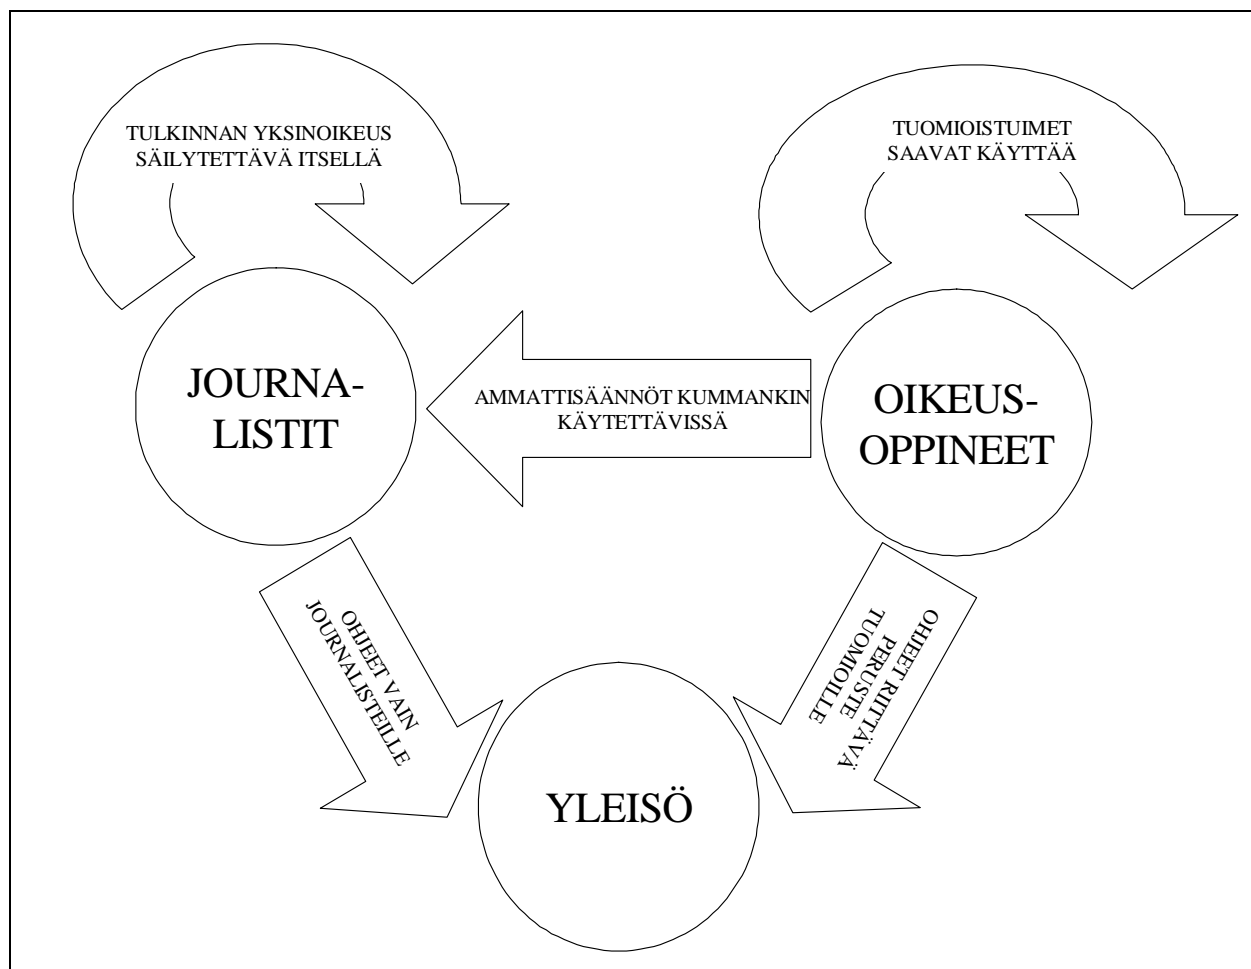 TULKINNAN YKSINOIKEUS
SÄILYTETTÄVÄ ITSELLÄ
TUOMIOISTUIMET
SAAVAT KÄYTTÄÄ
JOURNA-
LISTIT
AMMATTISÄÄNNÖT KUMMANKIN
KÄYTETTÄVISSÄ
OIKEUS-
OPPINEET
OHJEET VAIN
JOURNALISTEILLE
OHJEET RIITTÄVÄ
PERUSTE
TUOMIOILLE
YLEISÖ